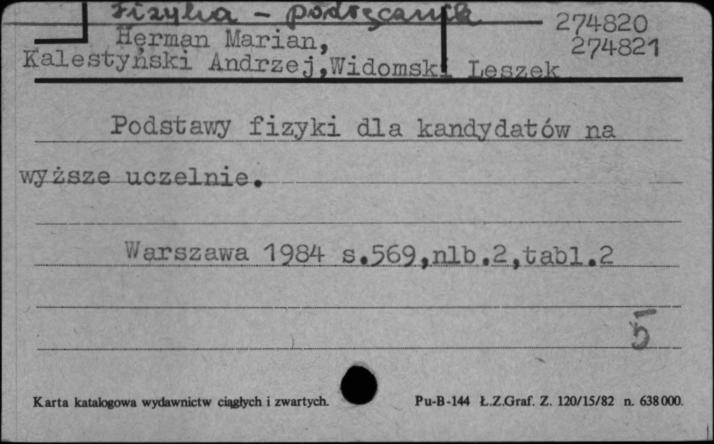 Fizyka - podręcznik
274820
Herman Marian,
274821
Kalestyński Andrzej,Widomski Leszek
Podstawy fizyki dla kandydatów na
wyższe uczelnie.
Warszawa 1984 s.569,nlb.2,tabl.2
5
Karta katalogowa wydawnictw ciągłych i zwartych.
Pu-B-144 Ł.Z.Graf. Z. 120/15/82 n. 638000.